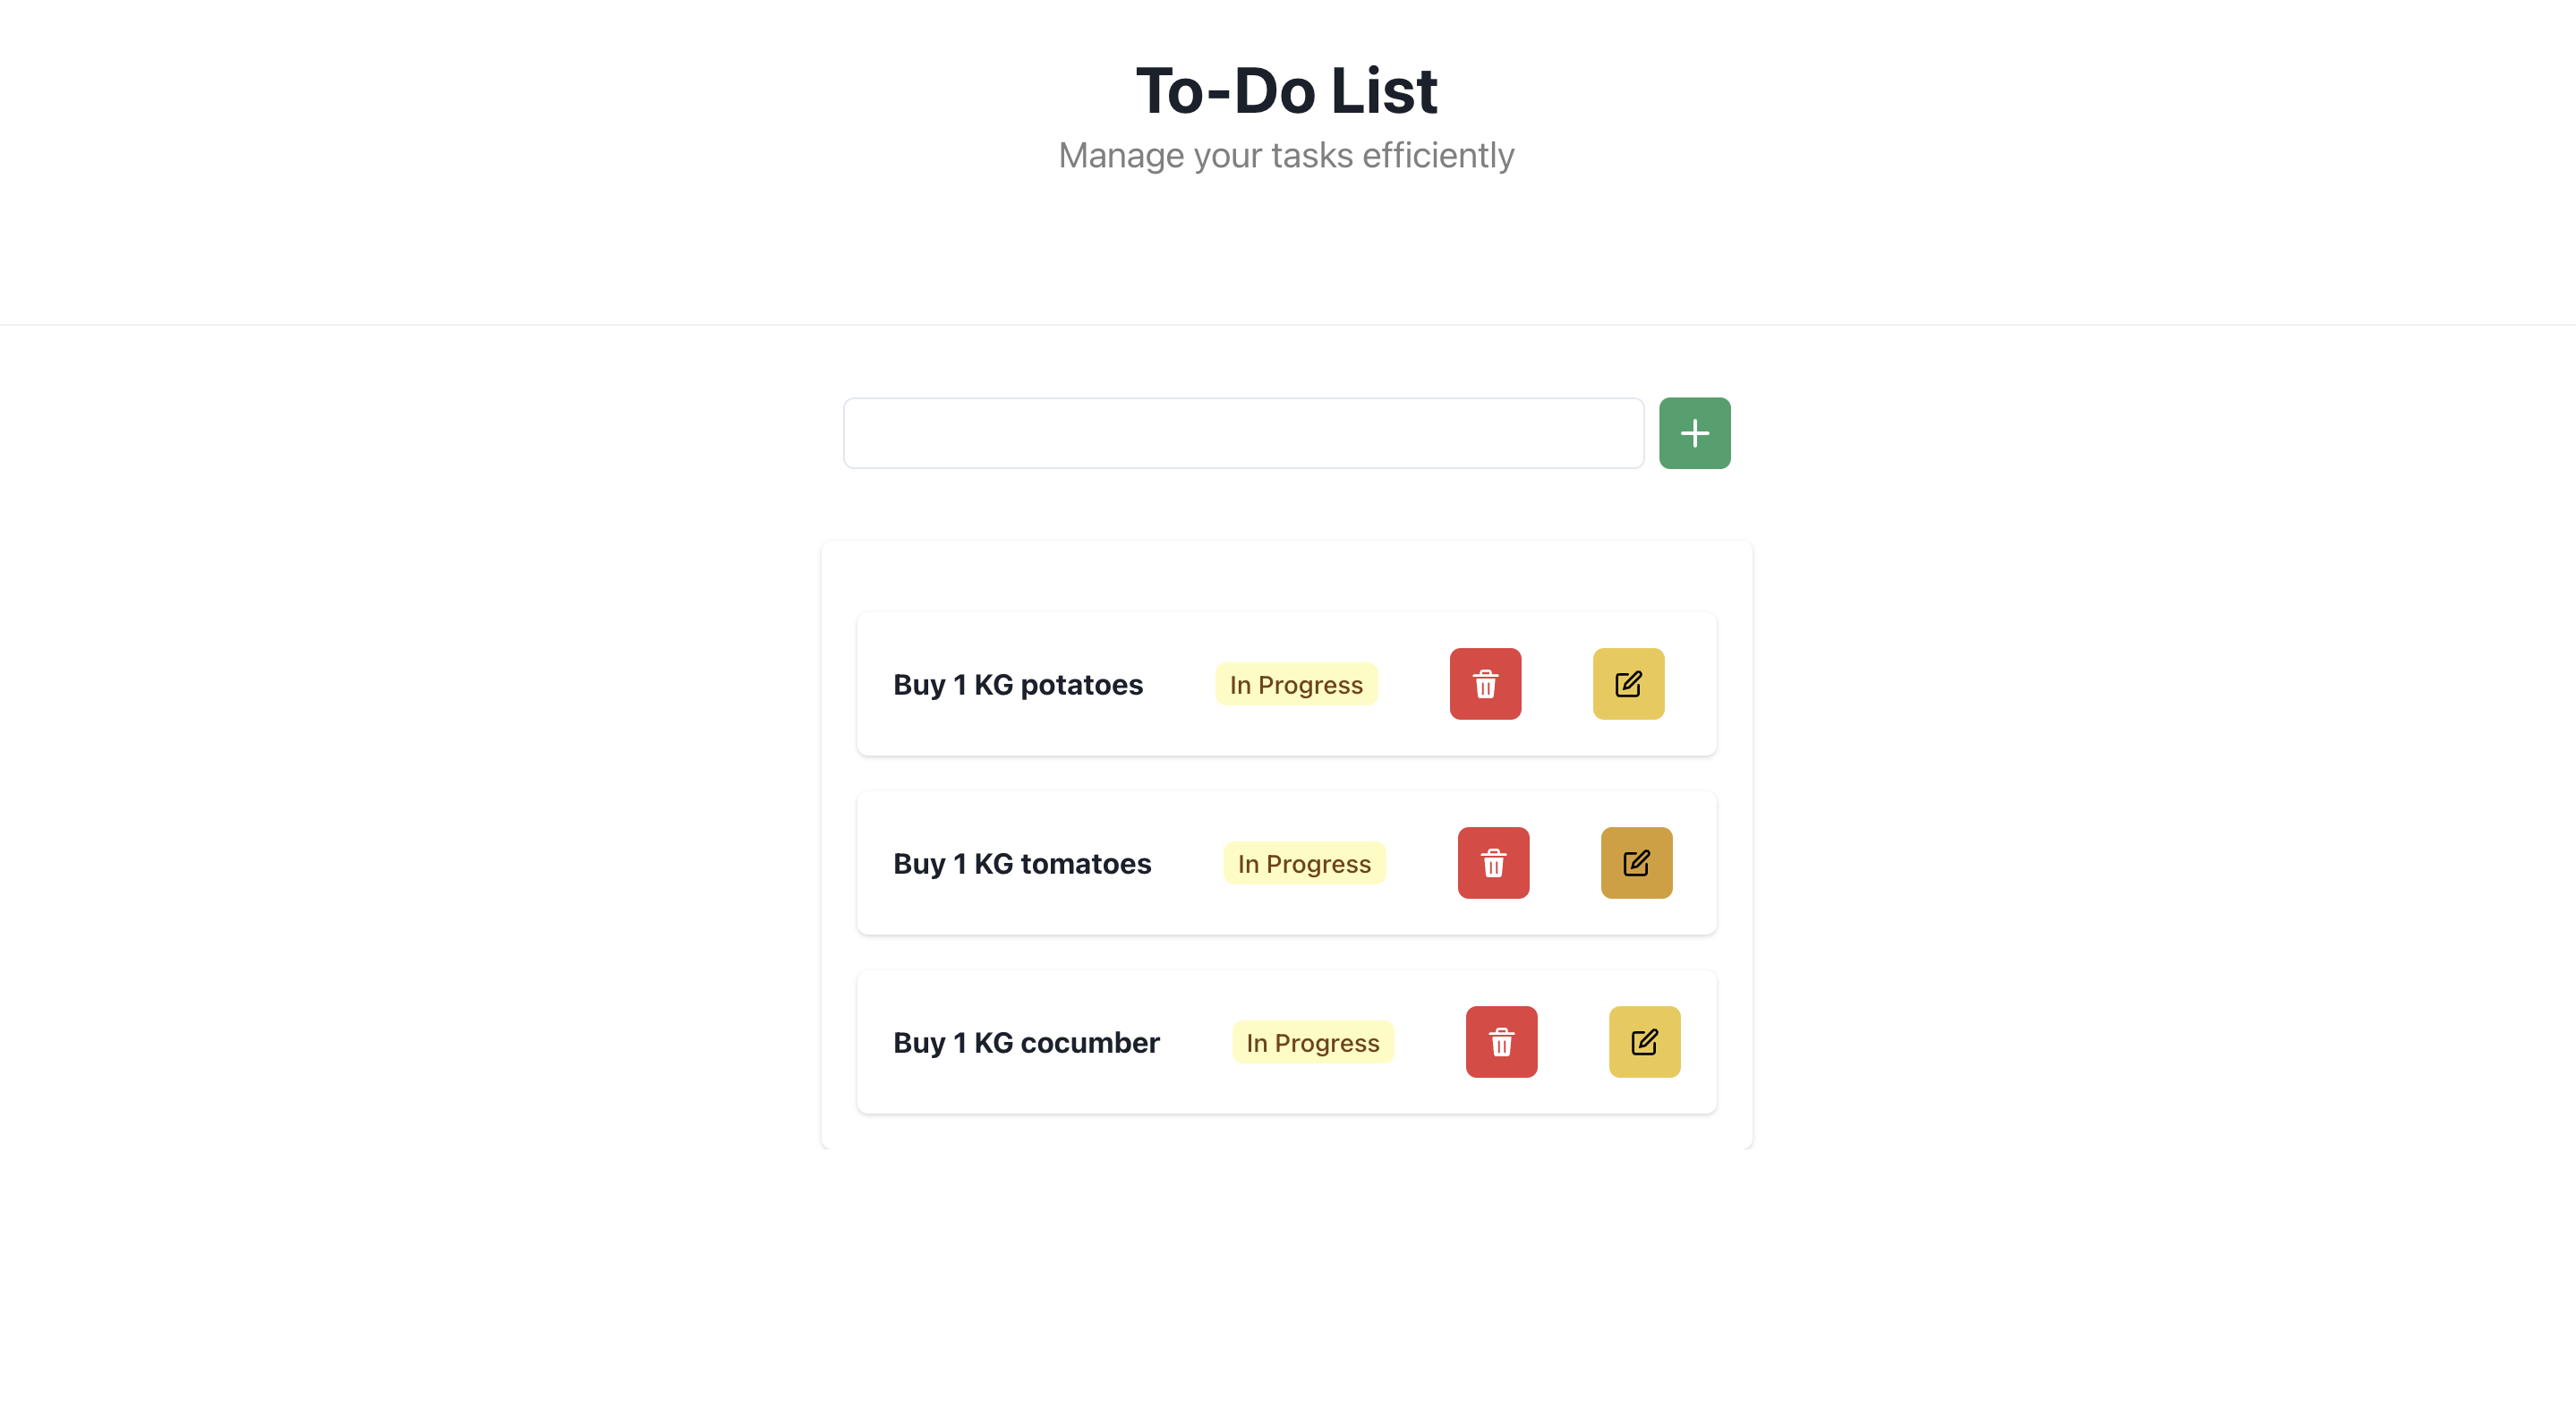 To-Do List
Manage your tasks efficiently
Buy 1 KG potatoes In Progress
Buy 1 KG tomatoes In Progress
Buy 1 KG cocumber In Progress